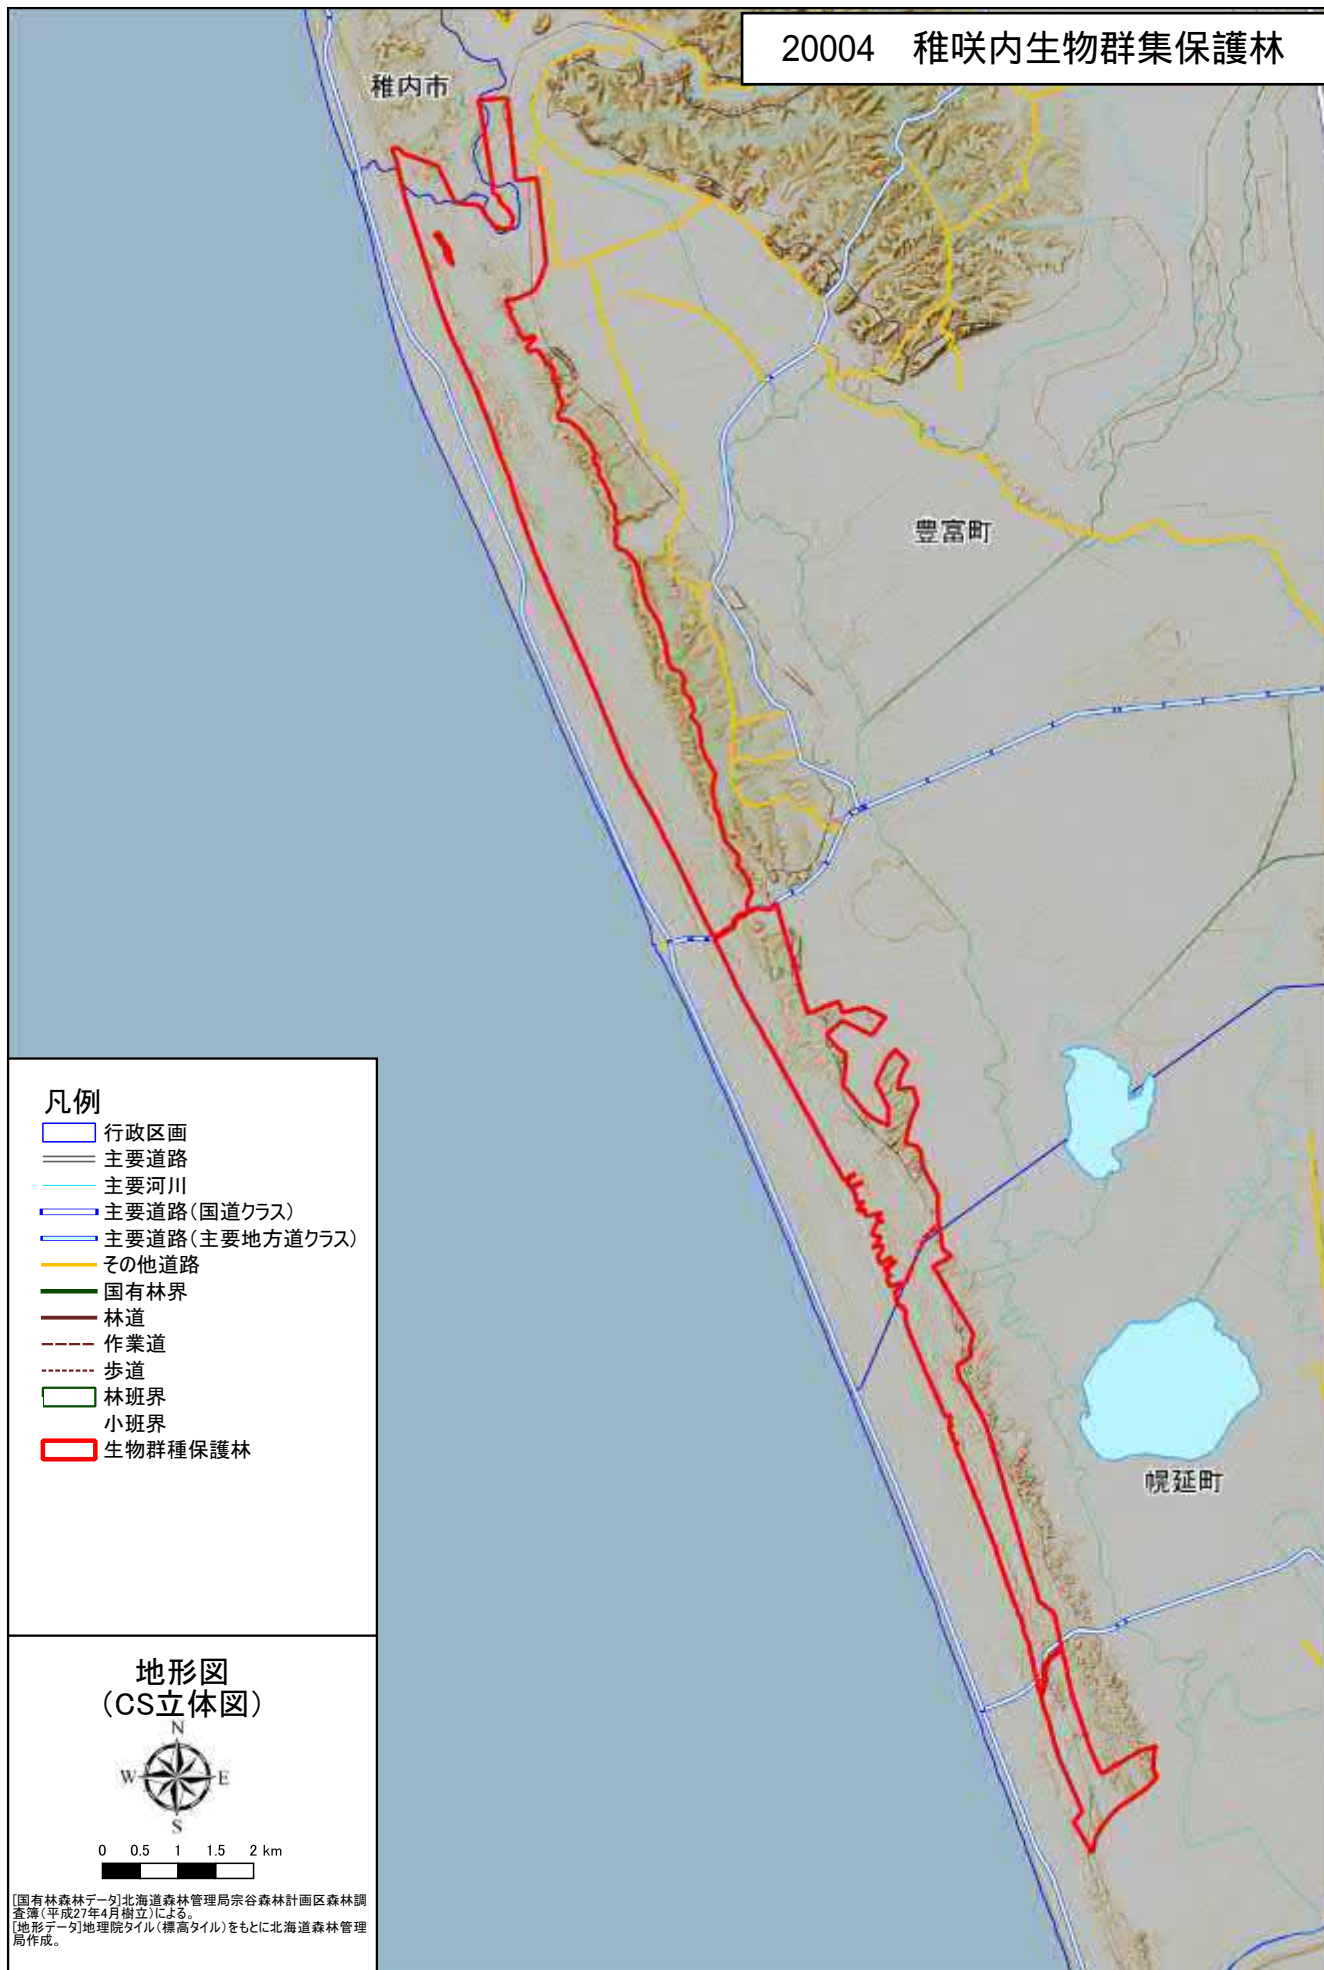 20004 稚咲内生物群集保護林
稚内市
豊富町
幌延町
凡例
行政区画
主要道路
主要河川
主要道路(国道クラス)
主要道路(主要地方道クラス)
その他道路
国有林界
林道
作業道
歩道
林班界
小班界
生物群種保護林
地形図
(CS立体図)
N
W E
S
0 0.5 1 1.5 2 km
[国有林森林データ]北海道森林管理局宗谷森林計画区森林調
査簿(平成27年4月樹立)による。
[地形データ]地理院タイル(標高タイル)をもとに北海道森林管理
局作成。